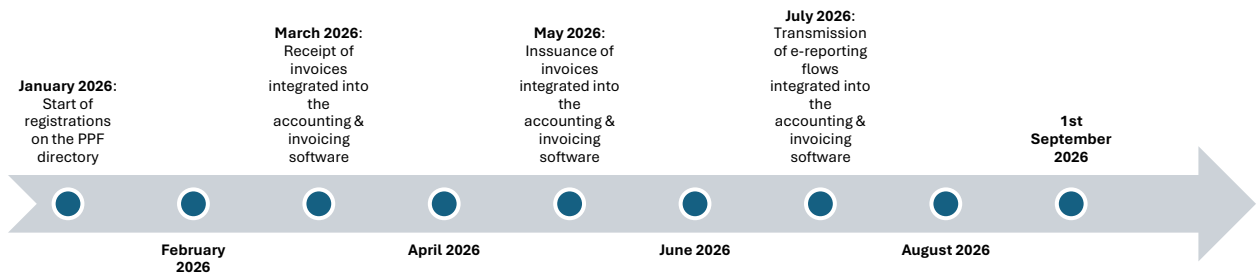 January 2026:
Start of
registrations
on the PPF
directory
February
2026
March 2026:
Receipt of
invoices
integrated into
the
accounting &
invoicing
software
April 2026
May 2026:
Inssuance of
invoices
integrated into
the
accounting &
invoicing
software
June 2026
July 2026:
Transmission
of e-reporting
flows
integrated into
the
accounting &
invoicing
software
August 2026
1st
September
2026